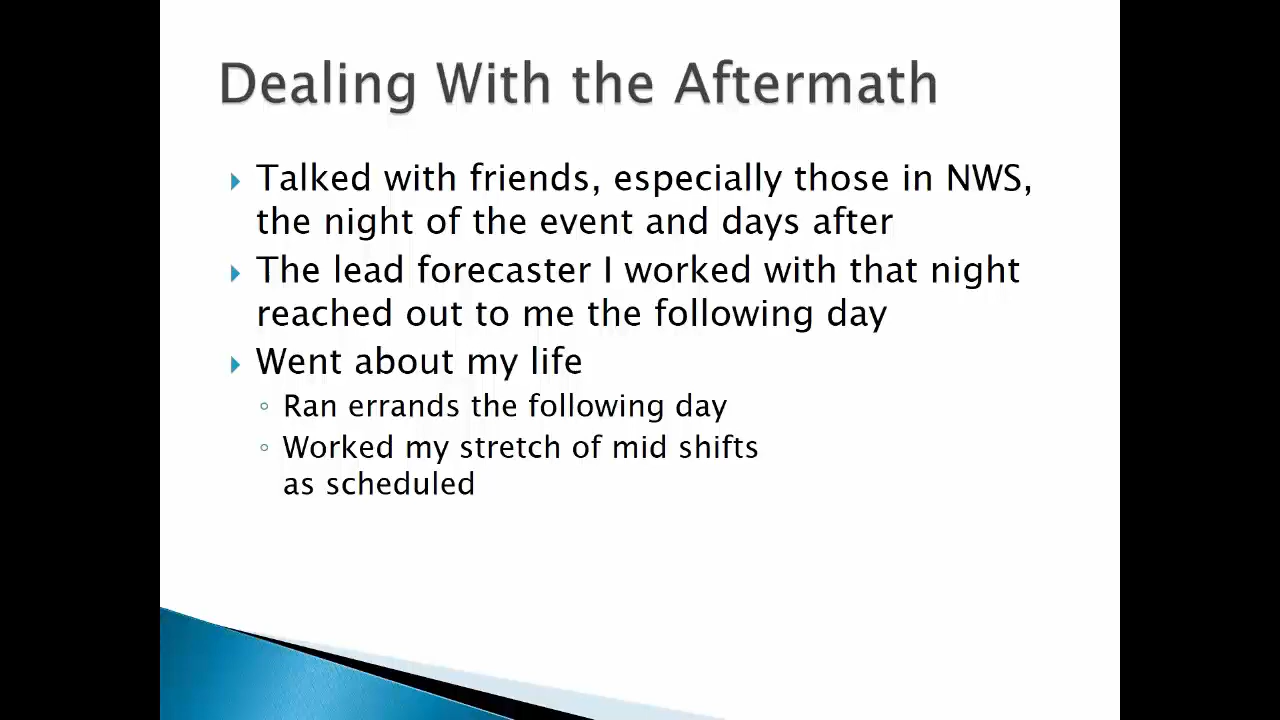 Dealing With the Aftermath
Talked with friends, especially those in NWS,
the night of the event and days after
The lead forecaster I worked with that night
reached out to me the following day
Went about my life
Ran errands the following day
Worked my stretch of mid shifts
as scheduled